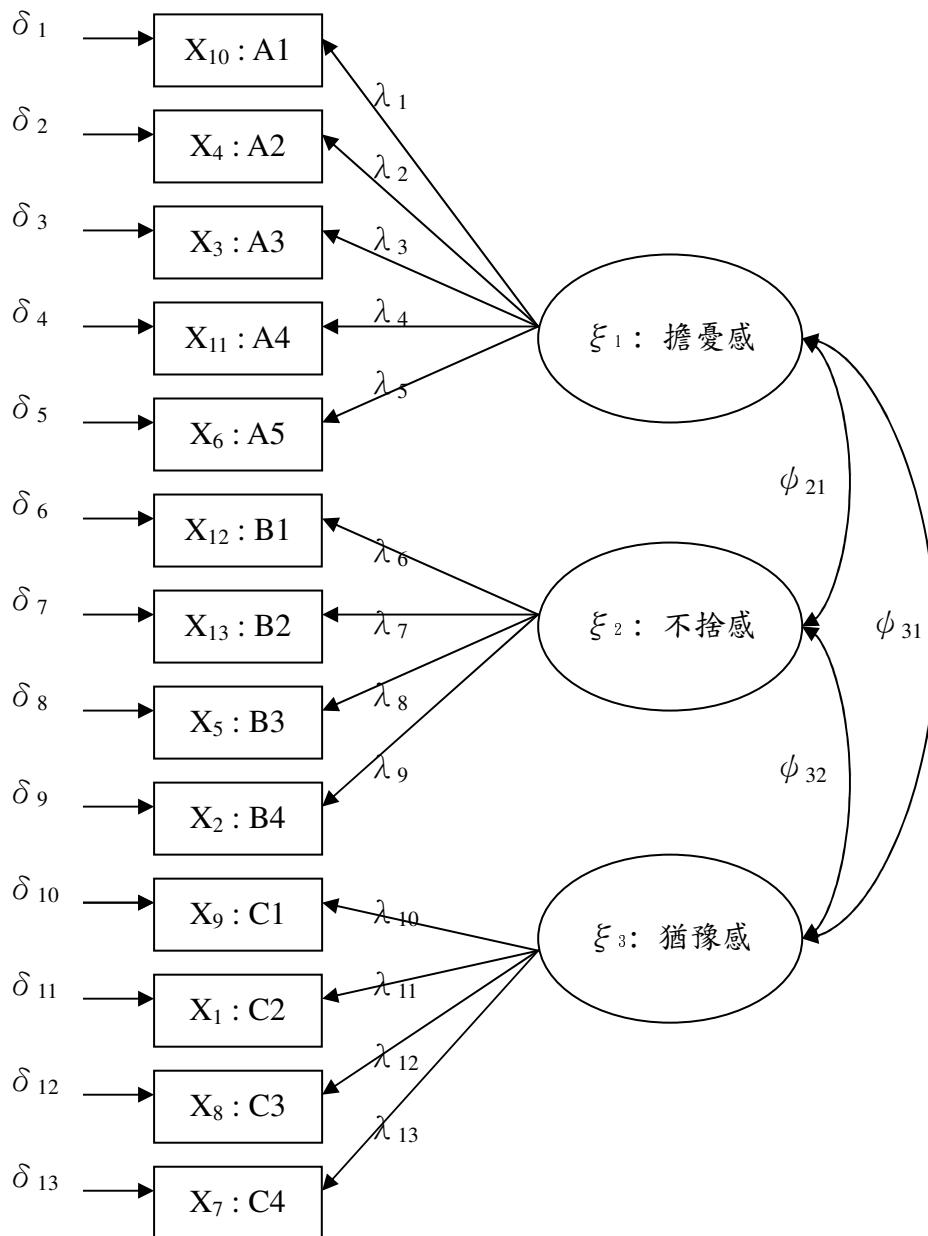 δ 1
X10 : A1
λ 1
δ 2
X4 : A2
λ 2
δ 3
X3 : A3
λ 3
δ 4
X11 : A4
λ 4
ξ 1 : 擔憂感
δ 5
X6 : A5
λ 5
ψ 21
δ 6
X12 : B1
λ 6
δ 7
X13 : B2
λ 7
ξ 2 : 不捨感
ψ 31
δ 8
X5 : B3
λ 8
δ 9
X2 : B4
λ 9
ψ 32
δ 10
X9 : C1
λ 10
ξ 3 : 猶豫感
δ 11
X1 : C2
λ 11
δ 12
X8 : C3
λ 12
δ 13
X7 : C4
λ 13